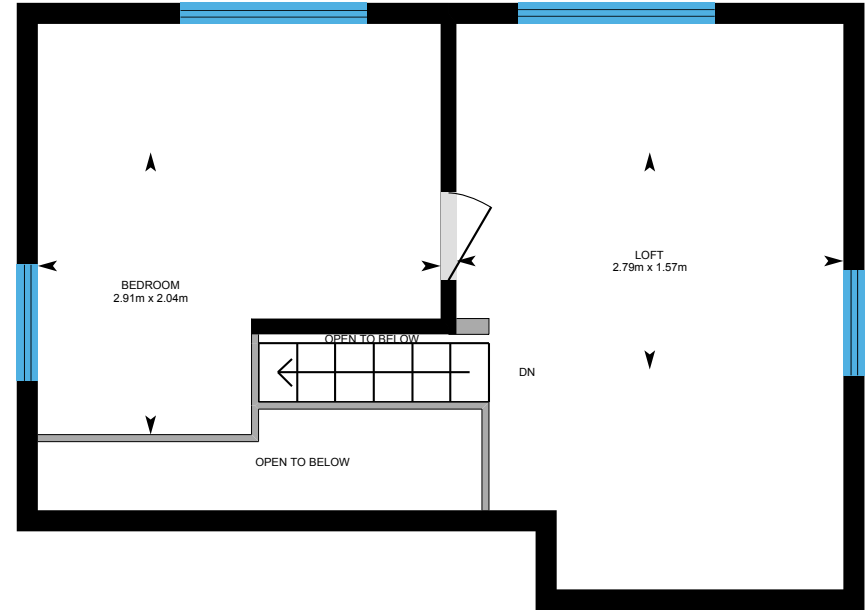 BEDROOM
2.91m x 2.04m
LOFT
2.79m x 1.57m
OPEN TO BELOW
DN
OPEN TO BELOW